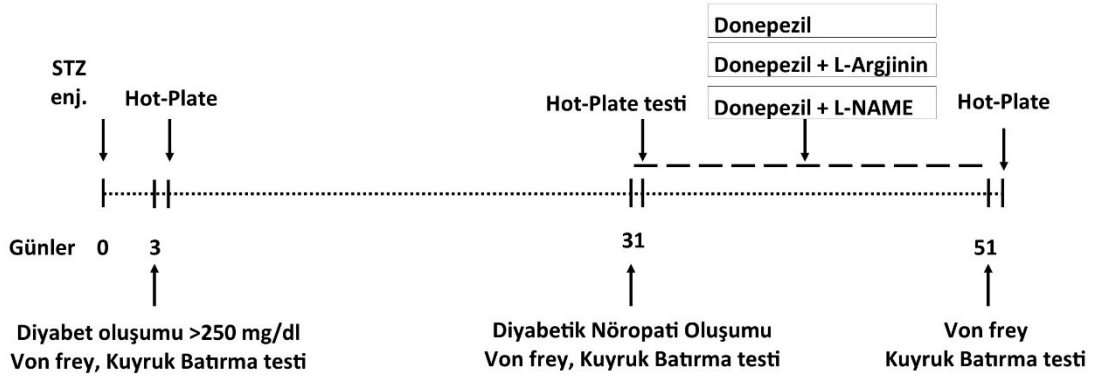 Donepezil
Donepezil + L-Argjinin
Donepezil + L-NAME
STZ
enj.
Hot-Plate
Hot-Plate testi
Hot-Plate
Günler 0 3 31 51
Diyabet oluşumu >250 mg/dl
Von frey, Kuyruk Batırma testi
Diyabetik Nöropati Oluşumu
Von frey, Kuyruk Batırma testi
Von frey
Kuyruk Batırma testi